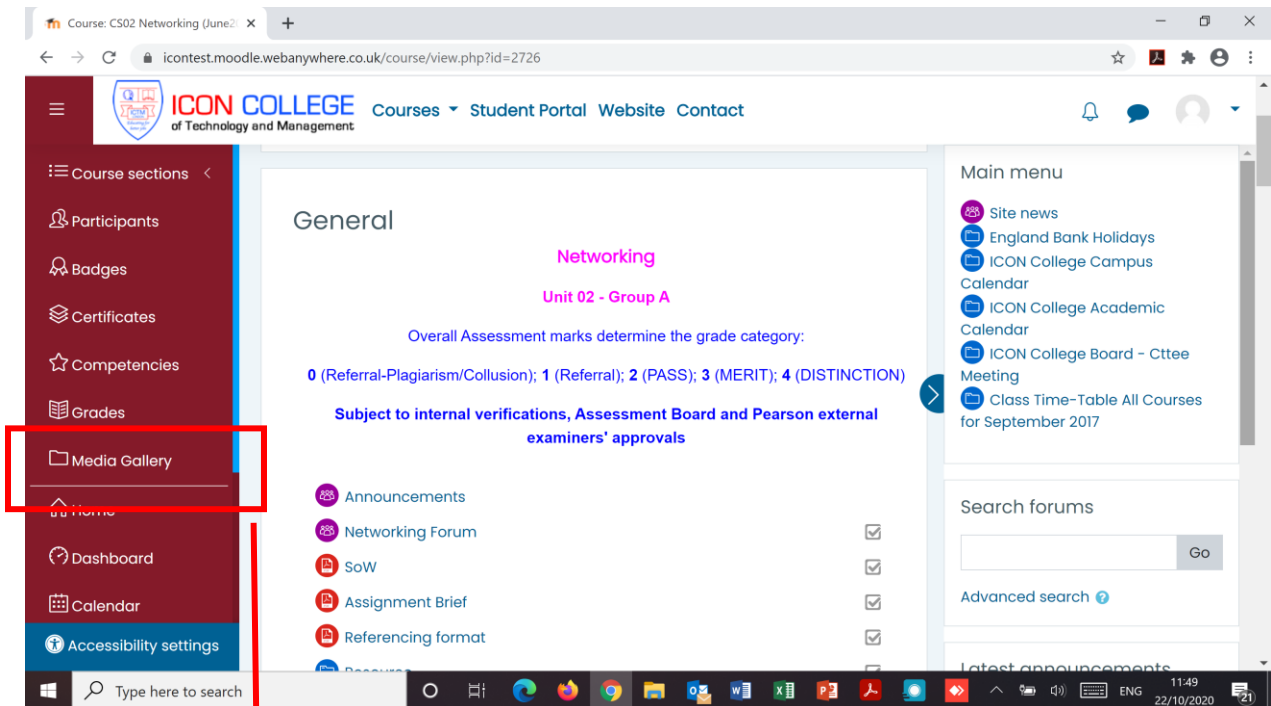 Course: CS02 Networking (June2
icontest.moodle.webanywhere.co.uk/course/view.php?id=2726
ICON COLLEGE
of Technology and Management
Courses Student Portal Website Contact
Course sections
Participants
Badges
Certificates
Competencies
Grades
Media Gallery
Home
Dashboard
Calendar
Accessibility settings
General
Networking
Unit 02 - Group A
Overall Assessment marks determine the grade category:
0 (Referral-Plagiarism/Collusion); 1 (Referral); 2 (PASS); 3 (MERIT); 4 (DISTINCTION)
Subject to internal verifications, Assessment Board and Pearson external
examiners' approvals
Announcements
Networking Forum
SoW
Assignment Brief
Referencing format
Resource
Main menu
Site news
England Bank Holidays
ICON College Campus
Calendar
ICON College Academic
Calendar
ICON College Board - Cttee
Meeting
Class Time-Table All Courses
for September 2017
Search forums
Go
Advanced search
Latest announcements
Type here to search
ENG
11:49
22/10/2020
21